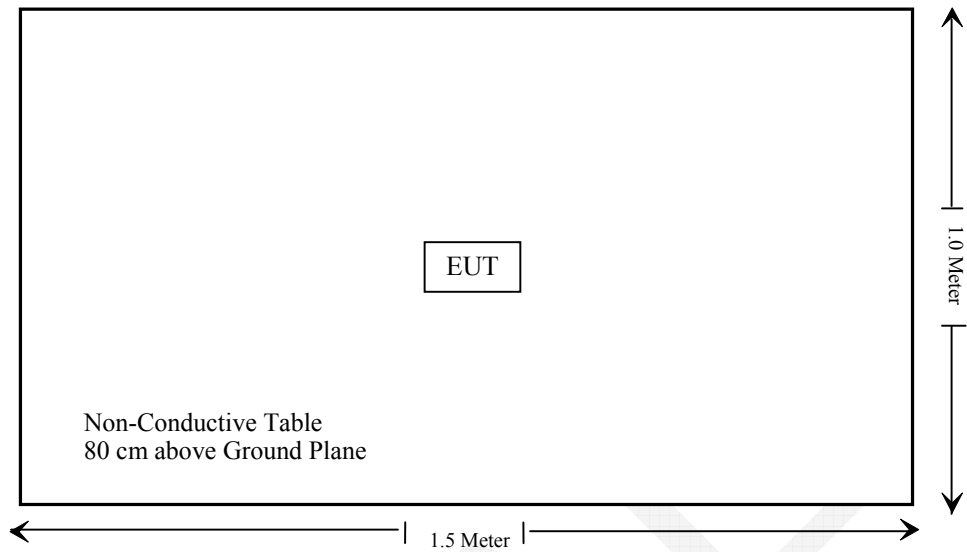 EUT
1.0 Meter
Non-Conductive Table
80 cm above Ground Plane
1.5 Meter